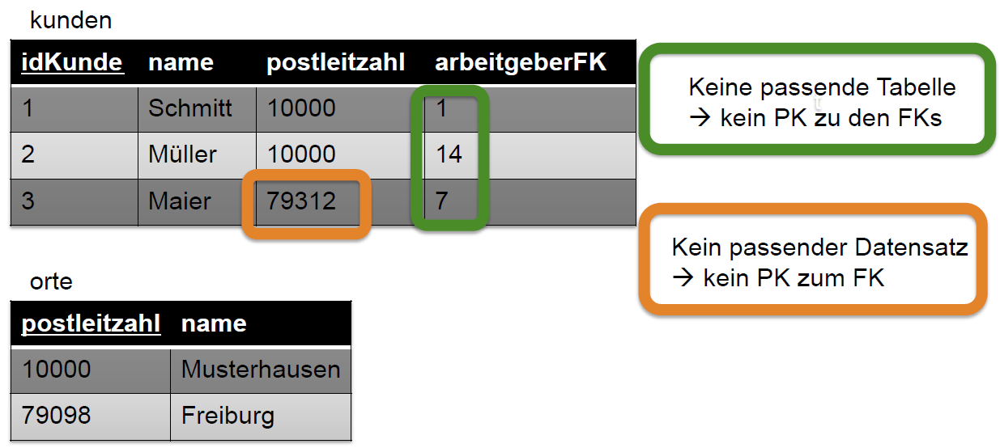 kunden
idKunde name postleitzahl arbeitgeberFK
1 Schmitt 10000 1
2 Müller 10000 14
3 Maier 79312 7
Keine passende Tabelle
→ kein PK zu den FKs
Kein passender Datensatz
→ kein PK zum FK
orte
postleitzahl name
10000 Musterhausen
79098 Freiburg